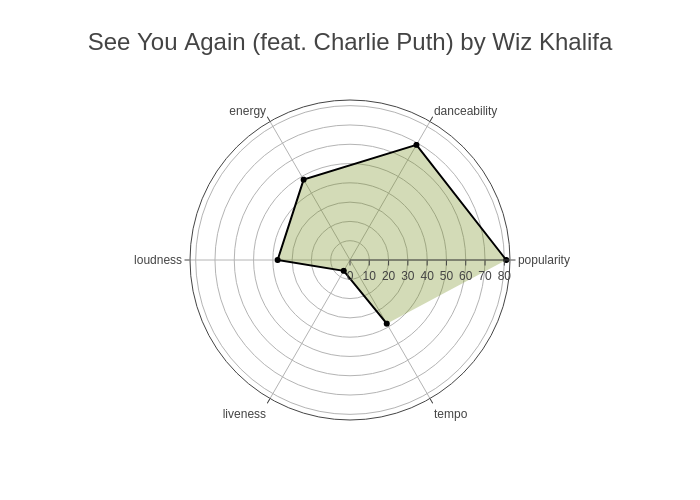 See You Again (feat. Charlie Puth) by Wiz Khalifa
energy
danceability
loudness
popularity
0 10 20 30 40 50 60 70 80
liveness
tempo